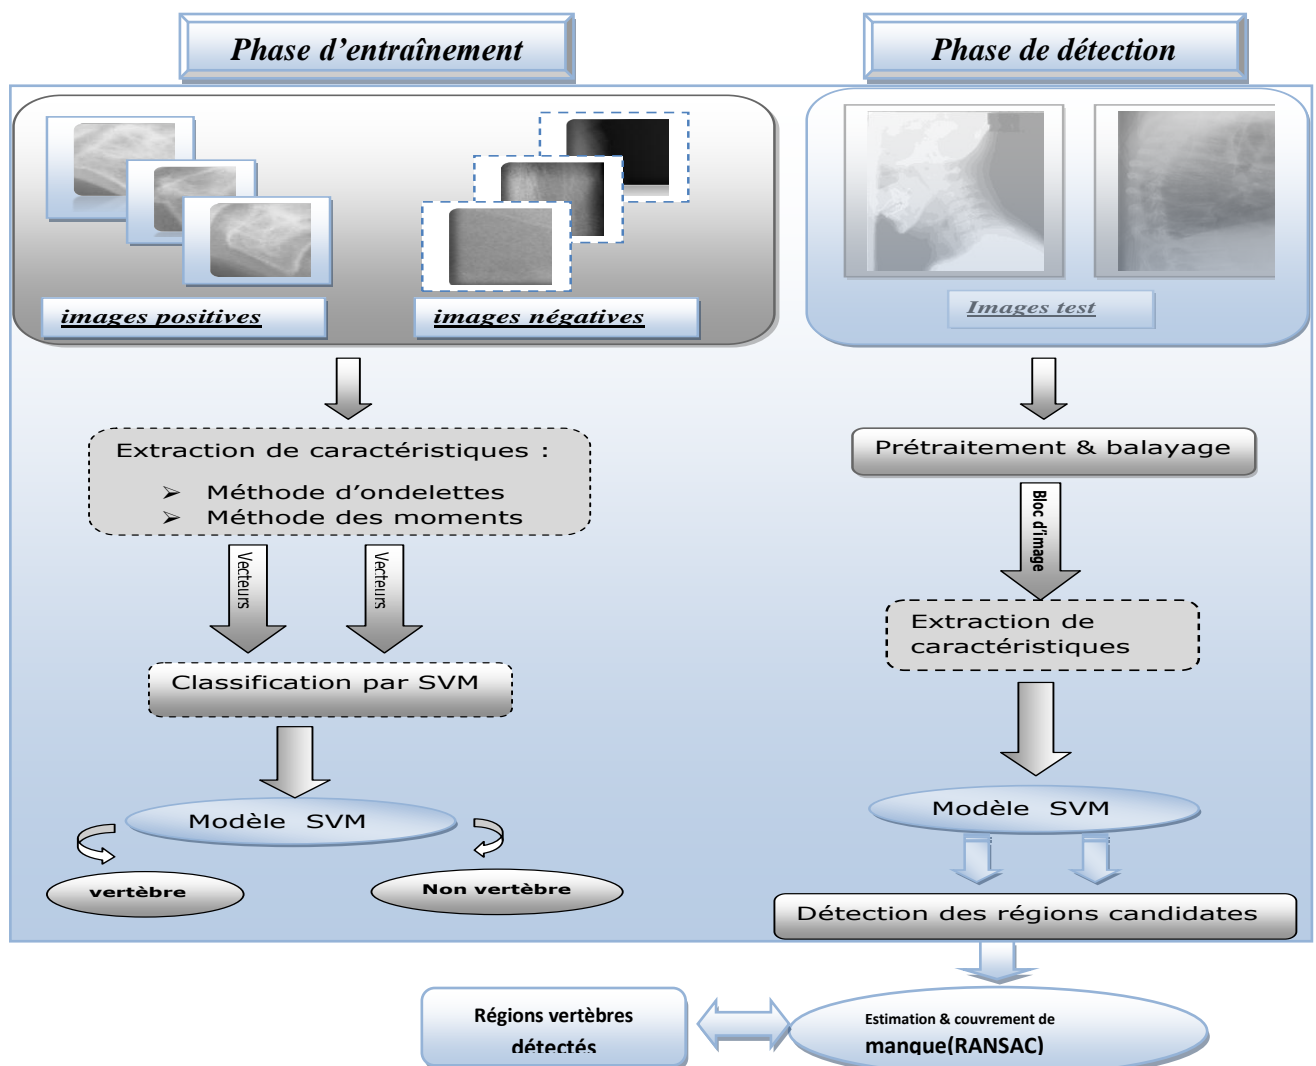 Phase d'entraînement
Phase de détection
images positives
images négatives
Images test
Extraction de caractéristiques :
➢ Méthode d'ondelettes
➢ Méthode des moments
Prétraitement & balayage
Bloc d'image
Vecteurs
Vecteurs
Extraction de
caractéristiques
Classification par SVM
Modèle SVM
Modèle SVM
vertèbre
Non vertèbre
Détection des régions candidates
Régions vertèbres
détectés
Estimation & couvrement de
manque(RANSAC)